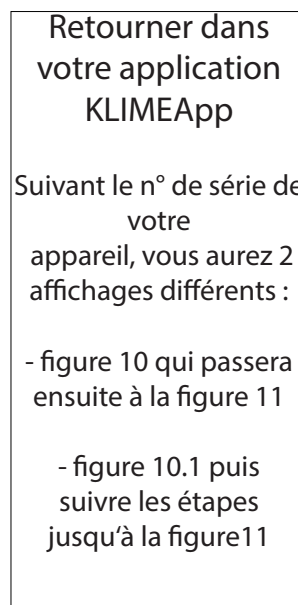 Retourner dans
votre application
KLIMEApp
Suivant le n° de série de
votre
appareil, vous aurez 2
affichages différents :
- figure 10 qui passera
ensuite à la figure 11
- figure 10.1 puis
suivre les étapes
jusqu‘à la figure11